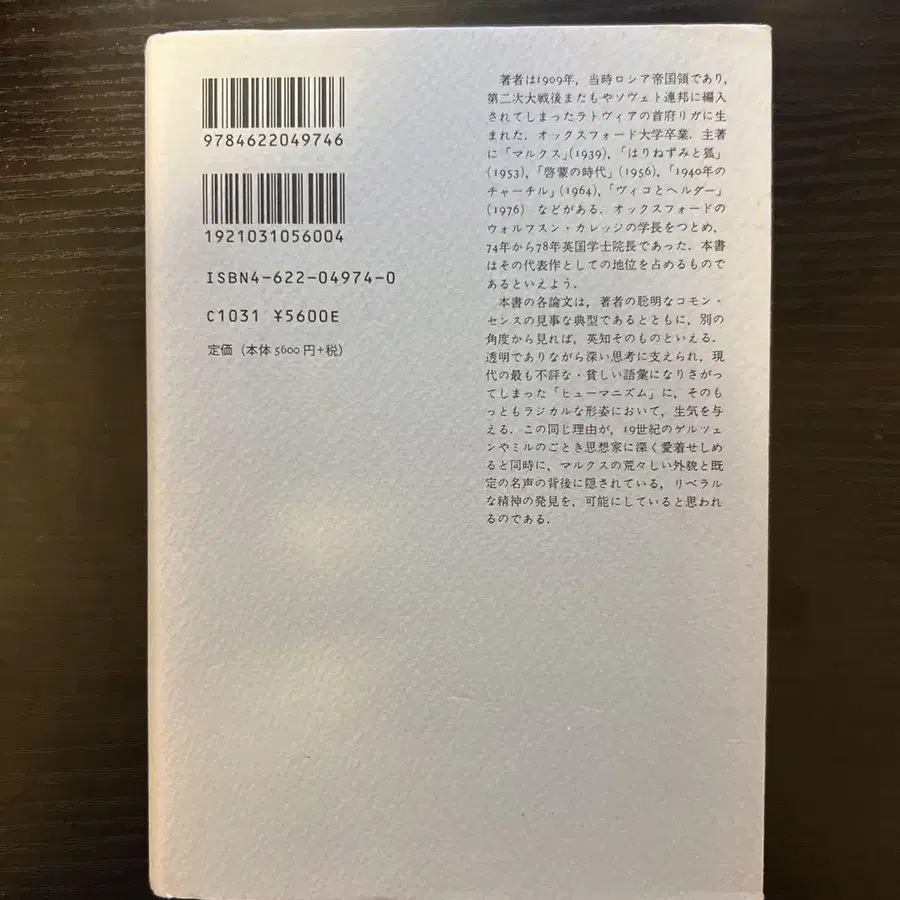 9784622049746
1921031056004
ISBN4-622-04974-0
C1031 ¥5600E
定価（本体5600円+税）
著者は1909年，当時ロシア帝国領であり，
第二次大戦後またもやソヴェト連邦に編入
されてしまったラトヴィアの首府リガに生
まれた．オックスフォード大学卒業．主著
に「マルクス」(1939)，「はりねずみと狐」
(1953)，「啓蒙の時代」(1956)，「1940年の
チャーチル」(1964)，「ヴィコとヘルダー」
(1976) などがある．オックスフォードの
ウォルフスン・カレッジの学長をつとめ，
74年から78年英国学士院長であった．本書
はその代表作としての地位を占めるもので
あるといえよう．
本書の各論文は，著者の聡明なコモン・
センスの見事な典型であるとともに，別の
角度から見れば，英知そのものといえる．
透明でありながら深い思考に支えられ，現
代の最も不評な・貧しい語彙になりさがっ
てしまった「ヒューマニズム」に，そのも
っともラジカルな形姿において，生気を与
える．この同じ理由が，19世紀のゲルツェ
ンやミルのごとき思想家に深く愛着せしめ
ると同時に，マルクスの荒々しい外貌と既
定の名声の背後に隠されている，リベラル
な精神の発見を，可能にしていると思われ
るのである．